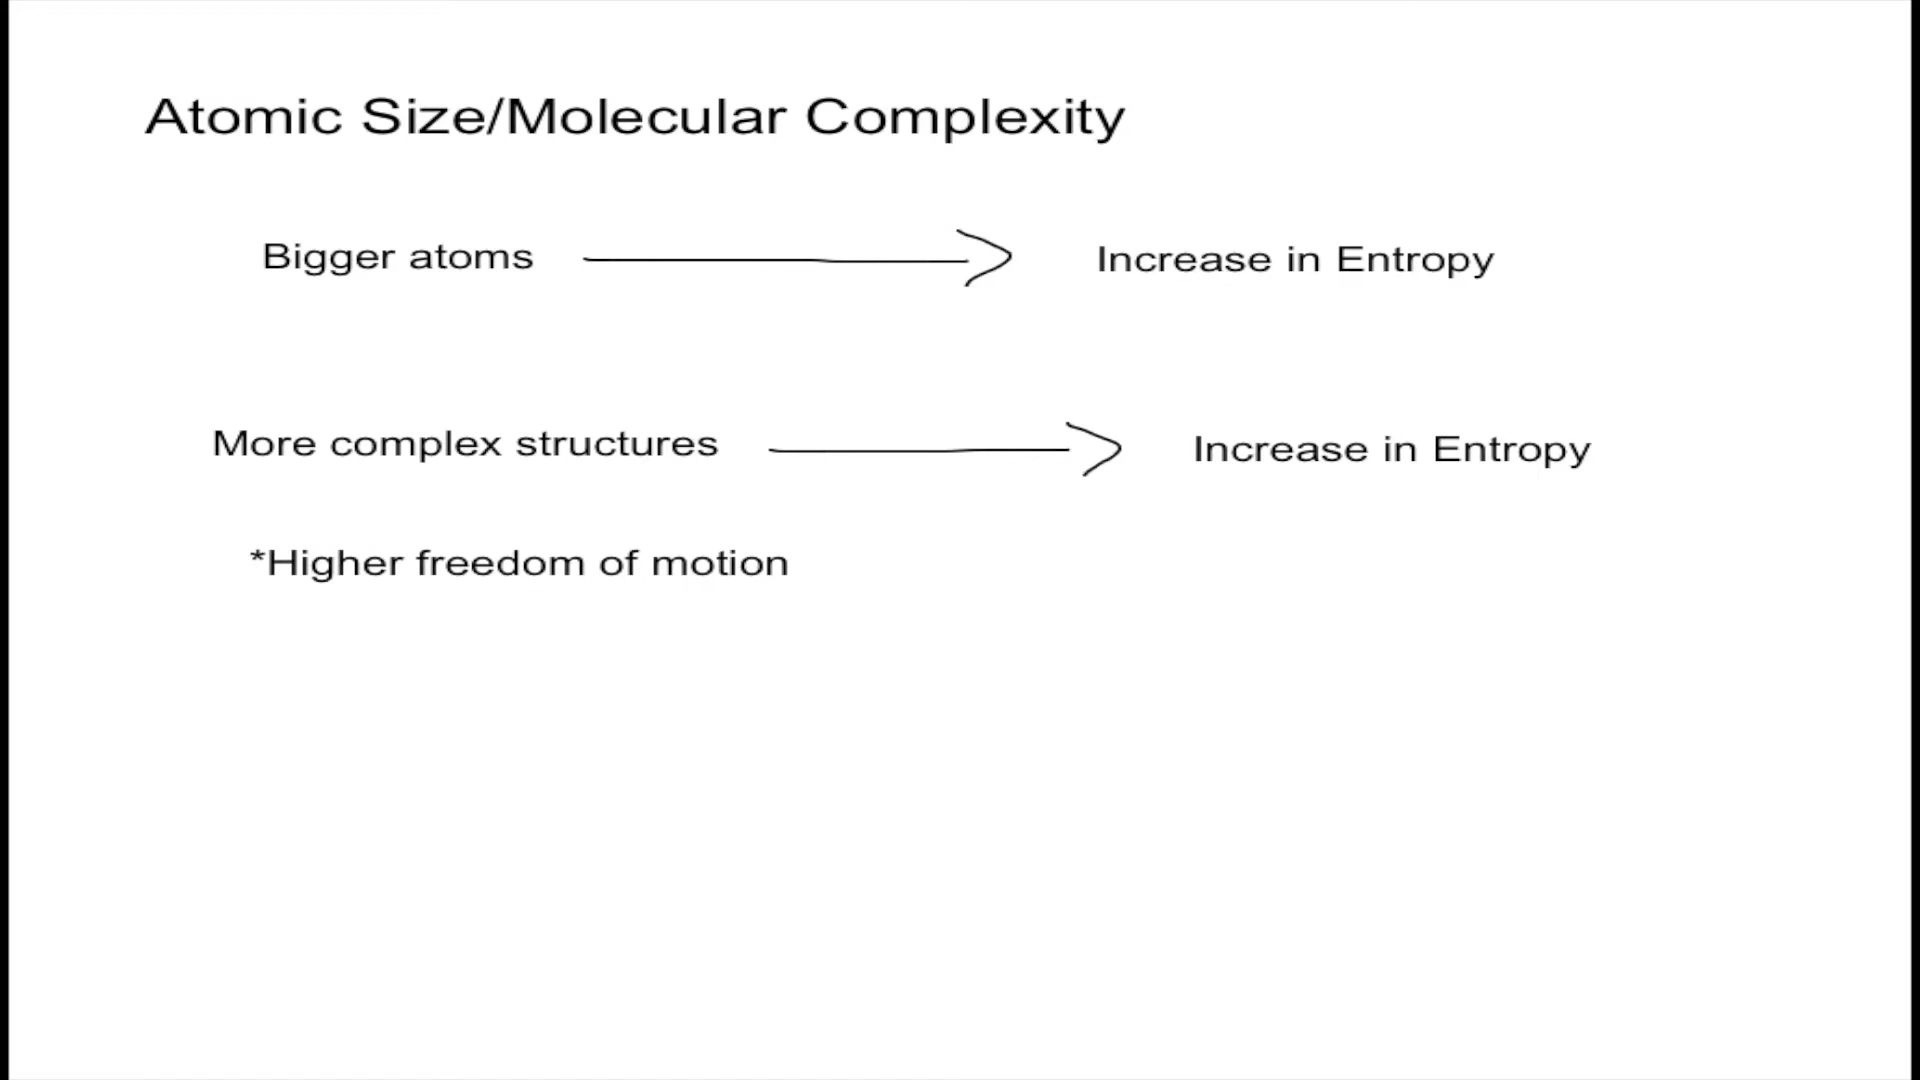 Atomic Size/Molecular Complexity
Bigger atoms Increase in Entropy
More complex structures Increase in Entropy
*Higher freedom of motion